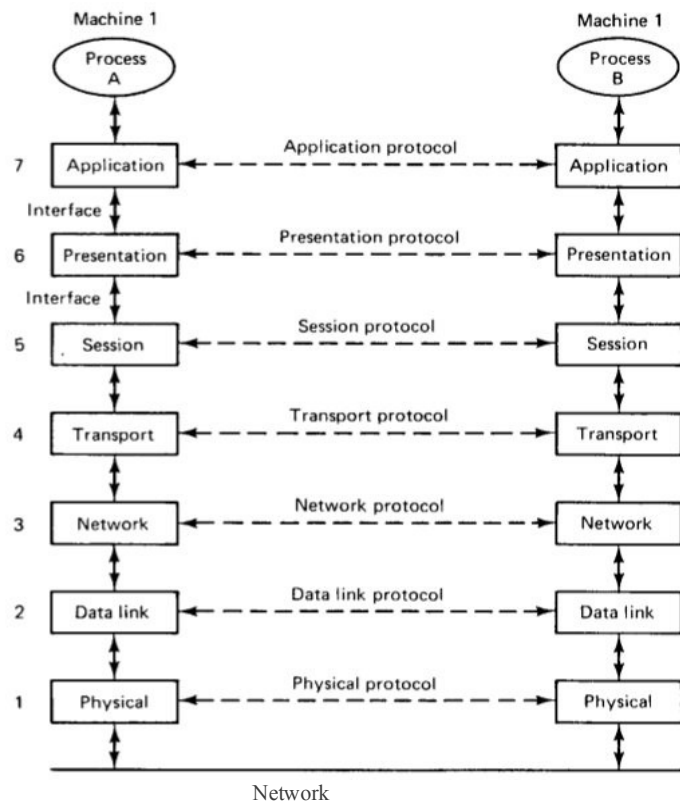 Machine 1 Machine 1
Process Process
A B
Application protocol
7 Application Application
Interface
Presentation protocol
6 Presentation Presentation
Interface
Session protocol
5 Session Session
Transport protocol
4 Transport Transport
Network protocol
3 Network Network
Data link protocol
2 Data link Data link
Physical protocol
1 Physical Physical
Network